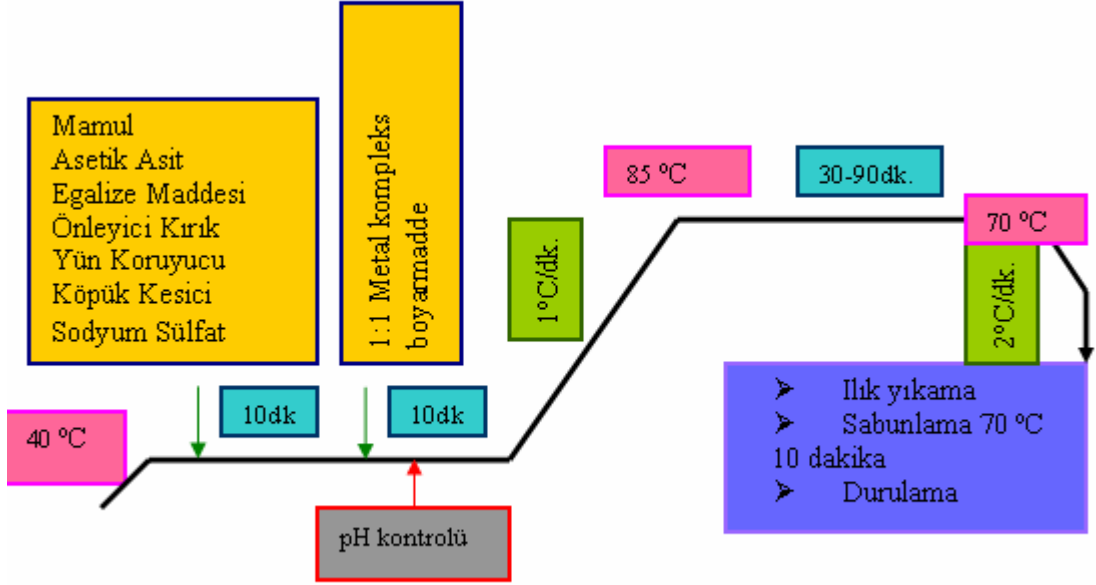 Mamul
Asetik Asit
Egalize Maddesi
Önleyici Kırık
Yün Koruyucu
Köpük Kesici
Sodyum Sülfat
1:1 Metal kompleks
boyarmadde
40 ºC
10dk
10dk
pH kontrolü
1ºC/dk.
85 ºC
30-90dk.
70 ºC
2ºC/dk.
➢ Ilık yıkama
➢ Sabunlama 70 ºC
10 dakika
➢ Durulama